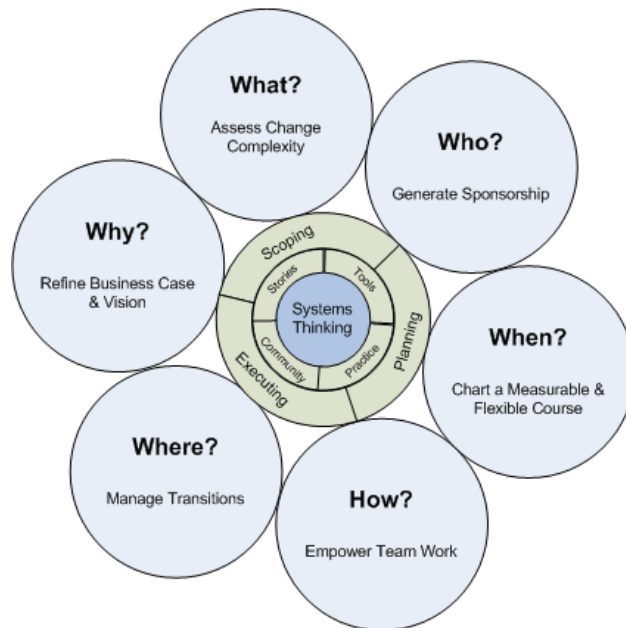 What?
Assess Change
Complexity
Who?
Generate Sponsorship
Why?
Refine Business Case
& Vision
Scoping
Stories
Tools
Systems
Thinking
Planning
When?
Chart a Measurable &
Flexible Course
Community
Practice
Executing
Where?
Manage Transitions
How?
Empower Team Work